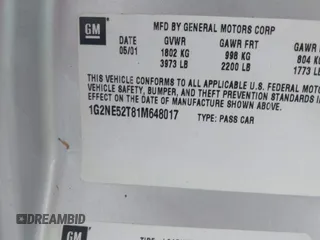 GM
MFD BY GENERAL MOTORS CORP
DATE GVWR GAWR FRT GAWR
05/01 1802 KG 998 KG 804 KG
3973 LB 2200 LB 1773 LB
THIS VEHICLE CONFORMS TO ALL APPLICABLE U.S. FEDERAL MOTOR
VEHICLE SAFETY, BUMPER, AND THEFT PREVENTION STANDARDS IN
EFFECT ON THE DATE OF MANUFACTURE SHOWN ABOVE.
1G2NE52T81M648017 TYPE: PASS CAR
GM
DREAMBID